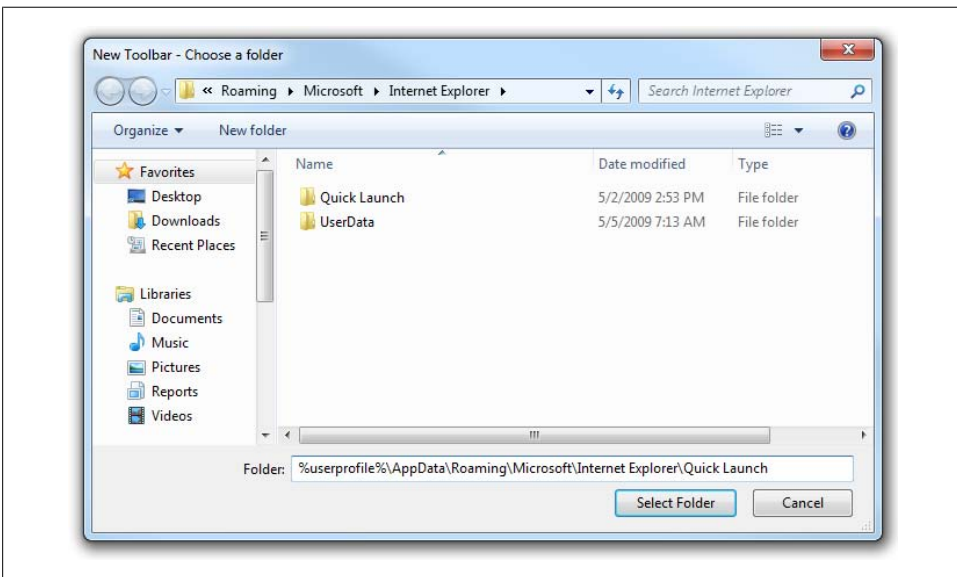 New Toolbar - Choose a folder
« Roaming Microsoft Internet Explorer
Search Internet Explorer
Organize New folder
Favorites
Desktop
Downloads
Recent Places
Libraries
Documents
Music
Pictures
Reports
Videos
Name Date modified Type
Quick Launch 5/2/2009 2:53 PM File folder
UserData 5/5/2009 7:13 AM File folder
Folder: %userprofile%\AppData\Roaming\Microsoft\Internet Explorer\Quick Launch
Select Folder Cancel